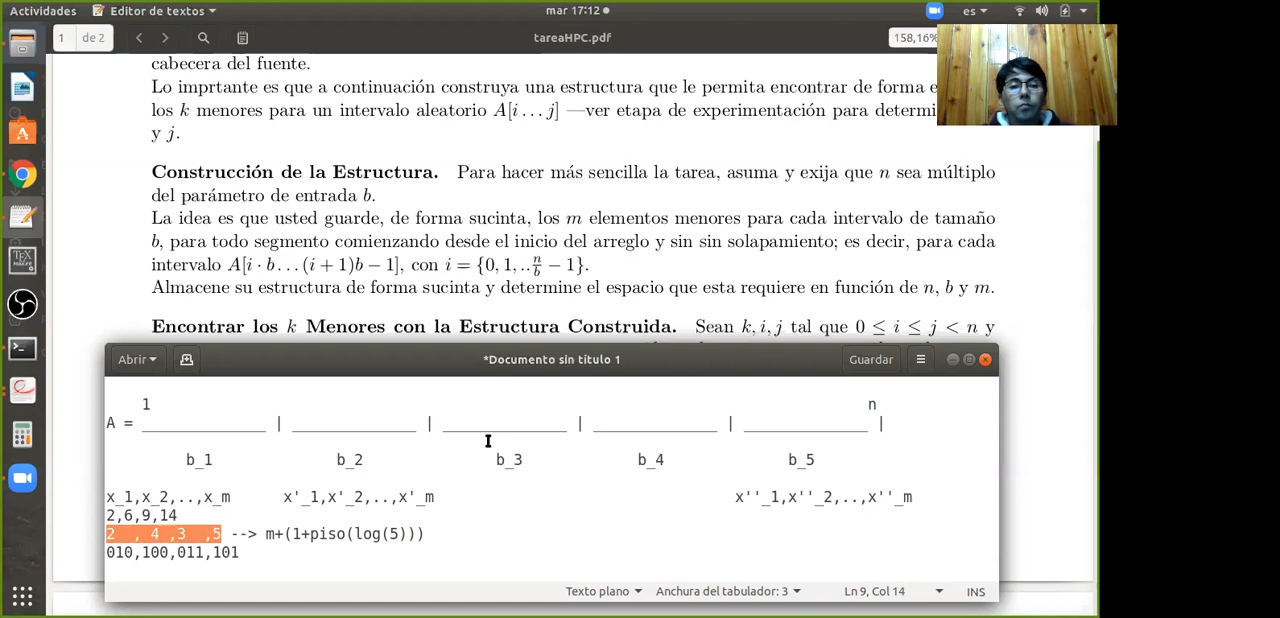 Actividades Editor de textos mar 17:12 es
1 de 2 tareaHPC.pdf 158,16%
cabecera del fuente.
Lo imprtante es que a continuación construya una estructura que le permita encontrar de forma e
los k menores para un intervalo aleatorio A[i . . . j] —ver etapa de experimentación para determi
y j.
Construcción de la Estructura. Para hacer más sencilla la tarea, asuma y exija que n sea múltiplo
del parámetro de entrada b.
La idea es que usted guarde, de forma sucinta, los m elementos menores para cada intervalo de tamaño
b, para todo segmento comienzando desde el inicio del arreglo y sin sin solapamiento; es decir, para cada
intervalo A[i · b . . . (i + 1)b − 1], con i = {0, 1, ..n/b − 1}.
Almacene su estructura de forma sucinta y determine el espacio que esta requiere en función de n, b y m.
Encontrar los k Menores con la Estructura Construida. Sean k, i, j tal que 0 ≤ i ≤ j < n y
Abrir *Documento sin título 1 Guardar
1 n
A = ______________ | ______________ | ______________ | ______________ | ______________ |
b_1 b_2 b_3 b_4 b_5
x_1,x_2,..,x_m x'_1,x'_2,..,x'_m x''_1,x''_2,..,x''_m
2,6,9,14
2 , 4 ,3 ,5 --> m+(1+piso(log(5)))
010,100,011,101
Texto plano Anchura del tabulador: 3 Ln 9, Col 14 INS